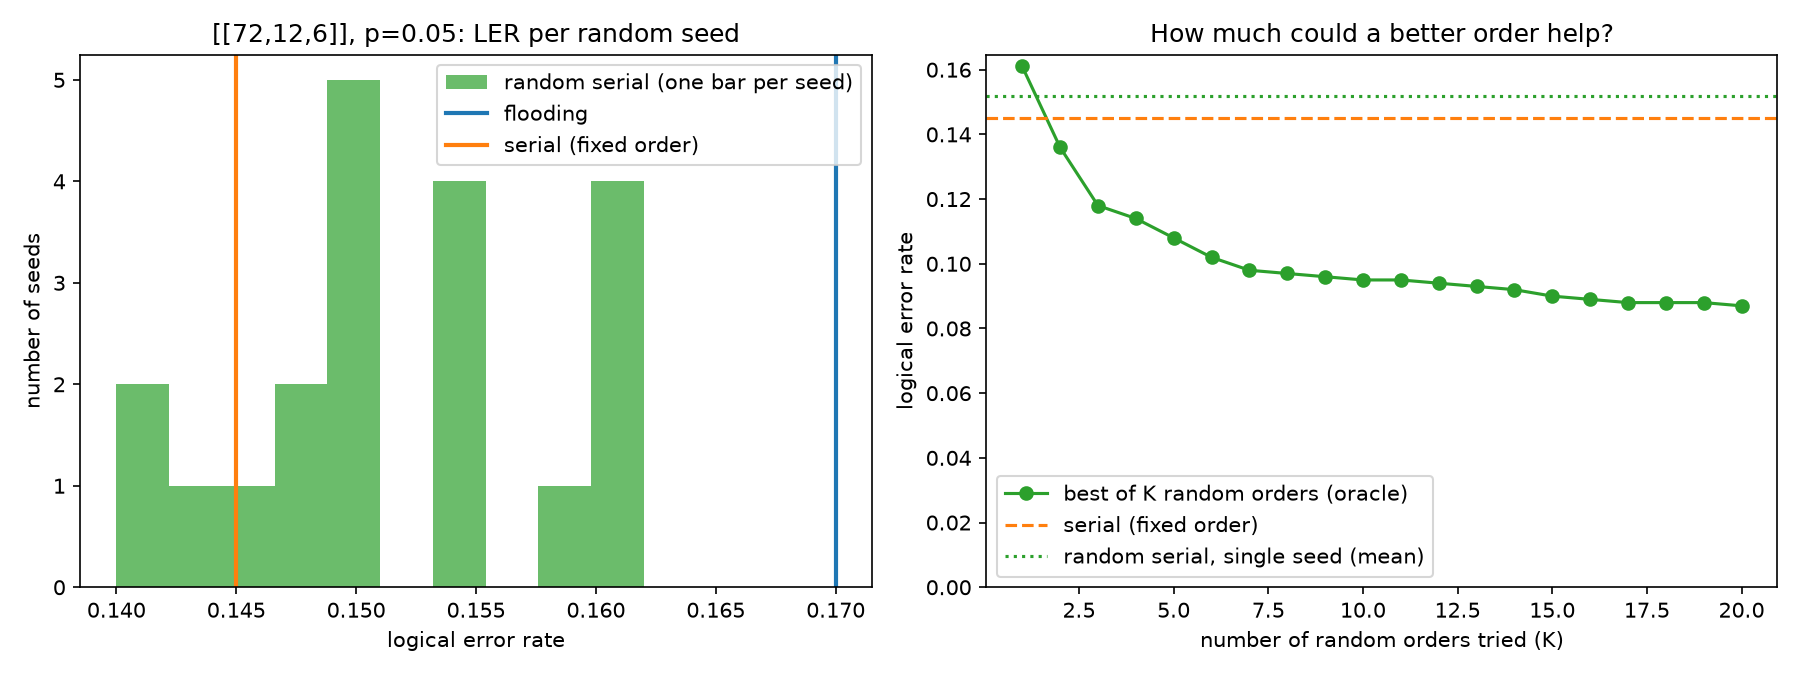 [[72,12,6]], p=0.05: LER per random seed
random serial (one bar per seed)
flooding
serial (fixed order)
number of seeds
5
4
3
2
1
0
0.140 0.145 0.150 0.155 0.160 0.165 0.170
logical error rate
How much could a better order help?
logical error rate
0.16
0.14
0.12
0.10
0.08
0.06
0.04
0.02
0.00
best of K random orders (oracle)
serial (fixed order)
random serial, single seed (mean)
2.5 5.0 7.5 10.0 12.5 15.0 17.5 20.0
number of random orders tried (K)